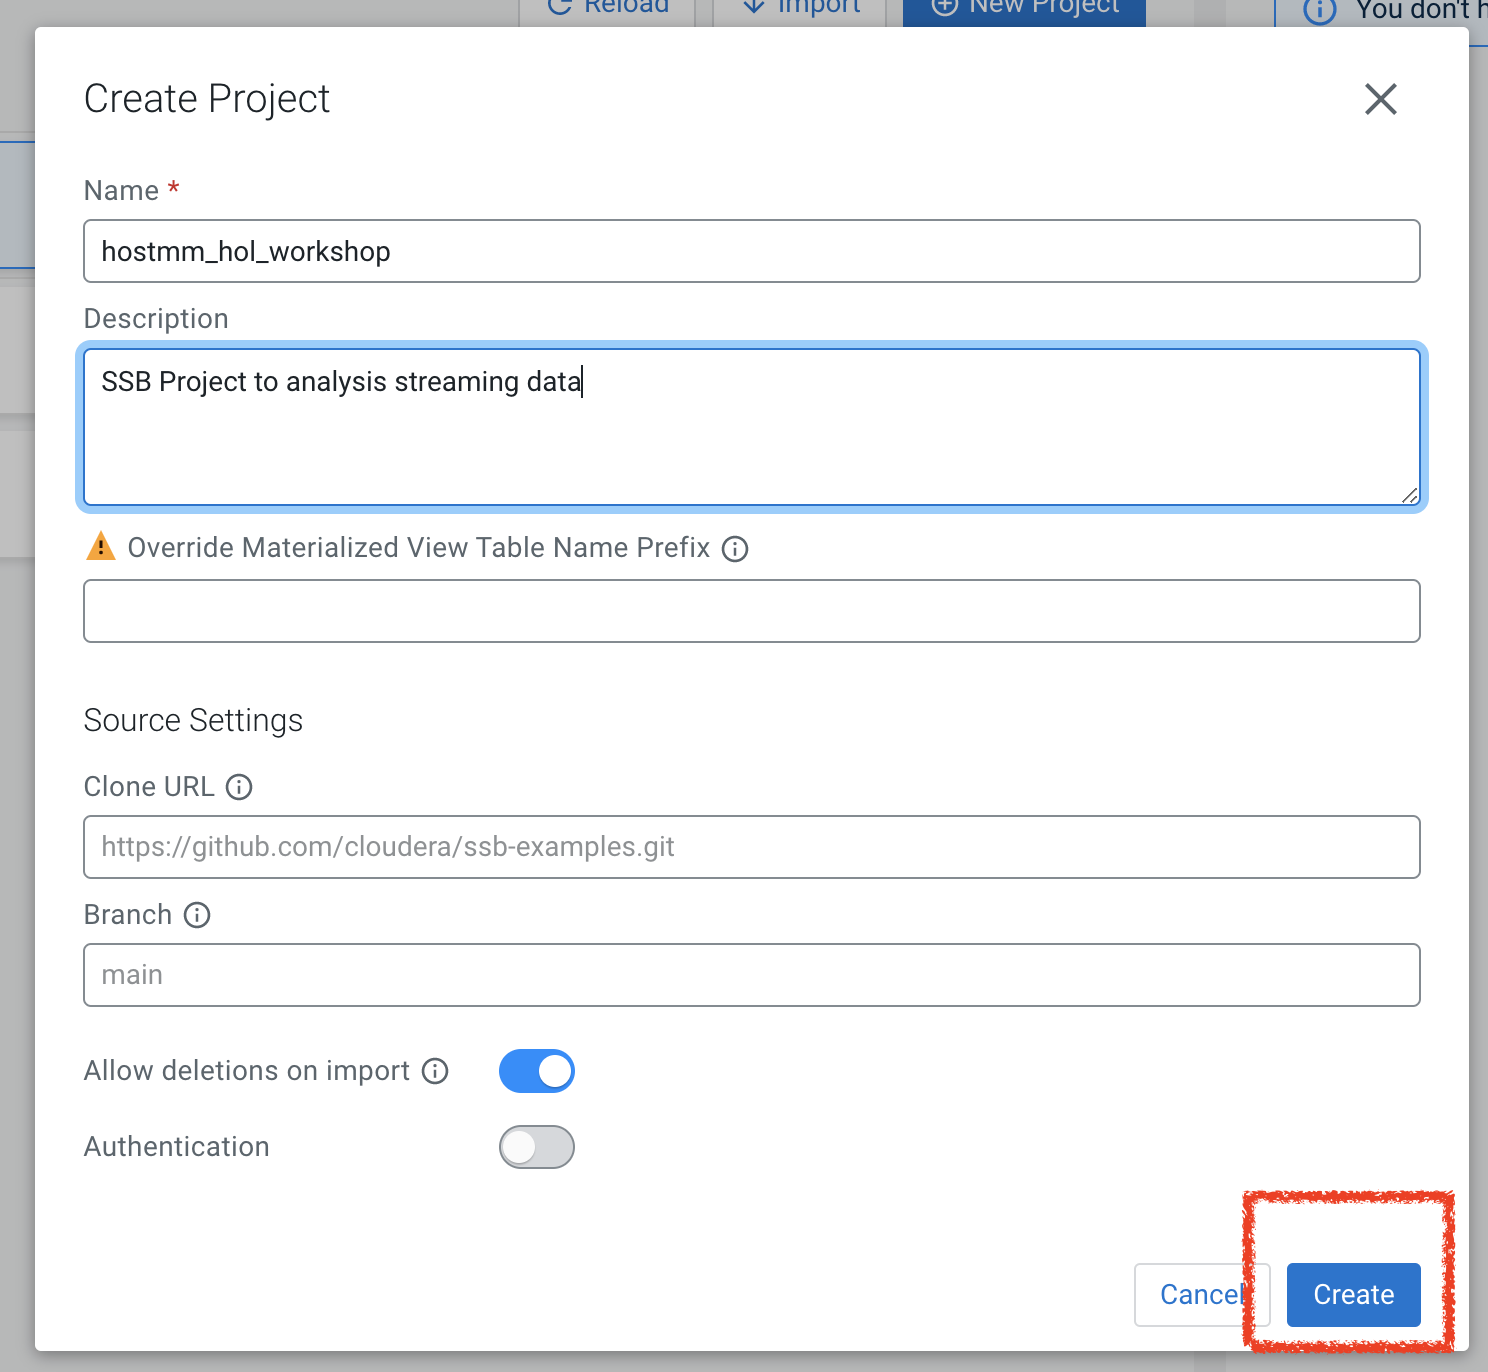 Reload Import New Project You don't h
Create Project
Name *
hostmm_hol_workshop
Description
SSB Project to analysis streaming data
Override Materialized View Table Name Prefix
Source Settings
Clone URL
https://github.com/cloudera/ssb-examples.git
Branch
main
Allow deletions on import
Authentication
Cancel Create